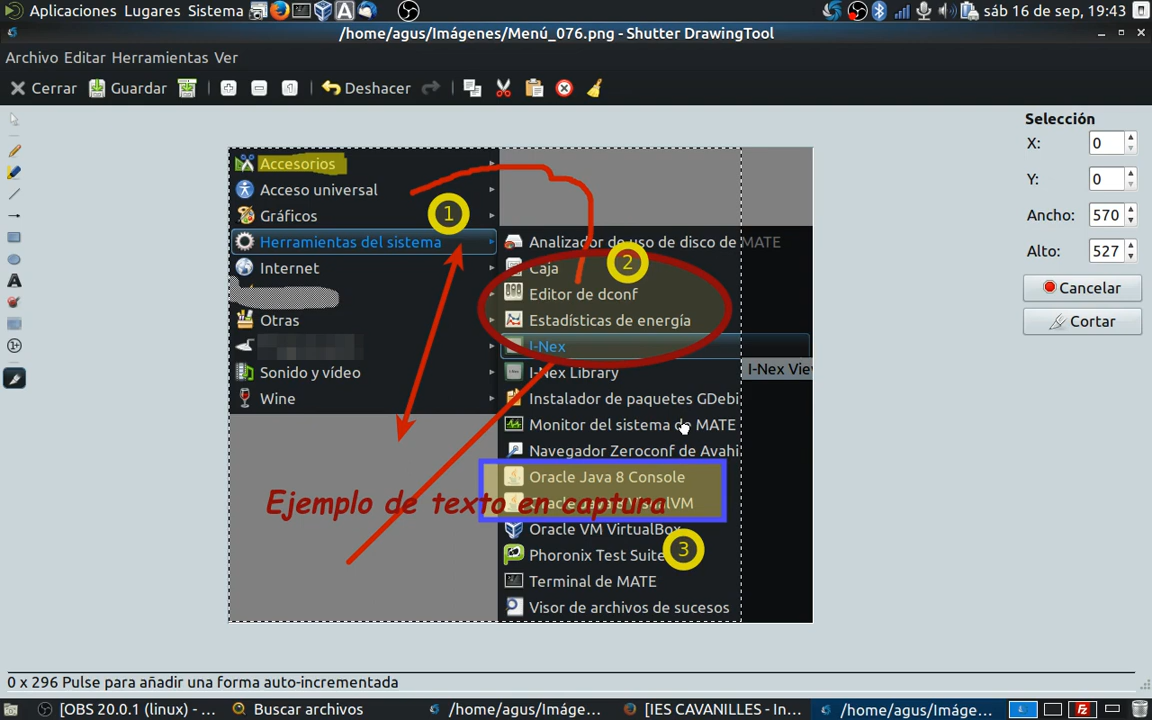 Aplicaciones Lugares Sistema
sáb 16 de sep, 19:43
/home/agus/Imágenes/Menú_076.png - Shutter DrawingTool
Archivo Editar Herramientas Ver
Cerrar Guardar Deshacer
Selección
X: 0
Y: 0
Ancho: 570
Alto: 527
Cancelar
Cortar
Accesorios
Acceso universal
Gráficos
Herramientas del sistema
Internet
Otras
Sonido y vídeo
Wine
1
Analizador de uso de disco de MATE
2
Caja
Editor de dconf
Estadísticas de energía
I-Nex
I-Nex Library
I-Nex Vie
Instalador de paquetes GDebi
Monitor del sistema de MATE
Navegador Zeroconf de Avahi
Oracle Java 8 Console
Oracle Java 8 VisualVM
Ejemplo de texto en captura
Oracle VM VirtualBox
3
Phoronix Test Suite
Terminal de MATE
Visor de archivos de sucesos
0 x 296 Pulse para añadir una forma auto-incrementada
[OBS 20.0.1 (linux) - ... Buscar archivos /home/agus/Imáge... [IES CAVANILLES - In... /home/agus/Imáge...